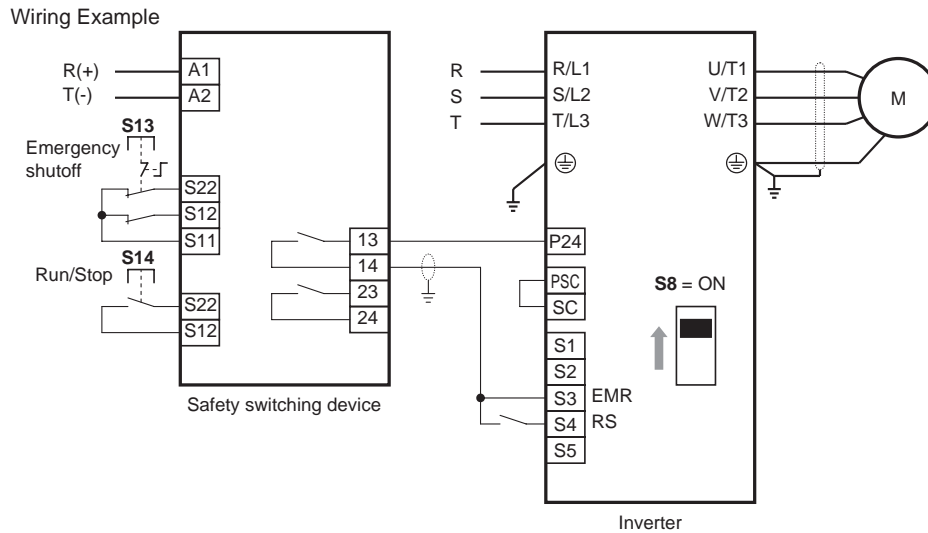 Wiring Example
R(+)
T(-)
A1
A2
S13
Emergency
shutoff
S22
S12
S11
S14
Run/Stop
S22
S12
13
14
23
24
Safety switching device
R
S
T
R/L1
S/L2
T/L3
U/T1
V/T2
W/T3
M
P24
PSC
SC
S8 = ON
S1
S2
S3
EMR
S4
RS
S5
Inverter